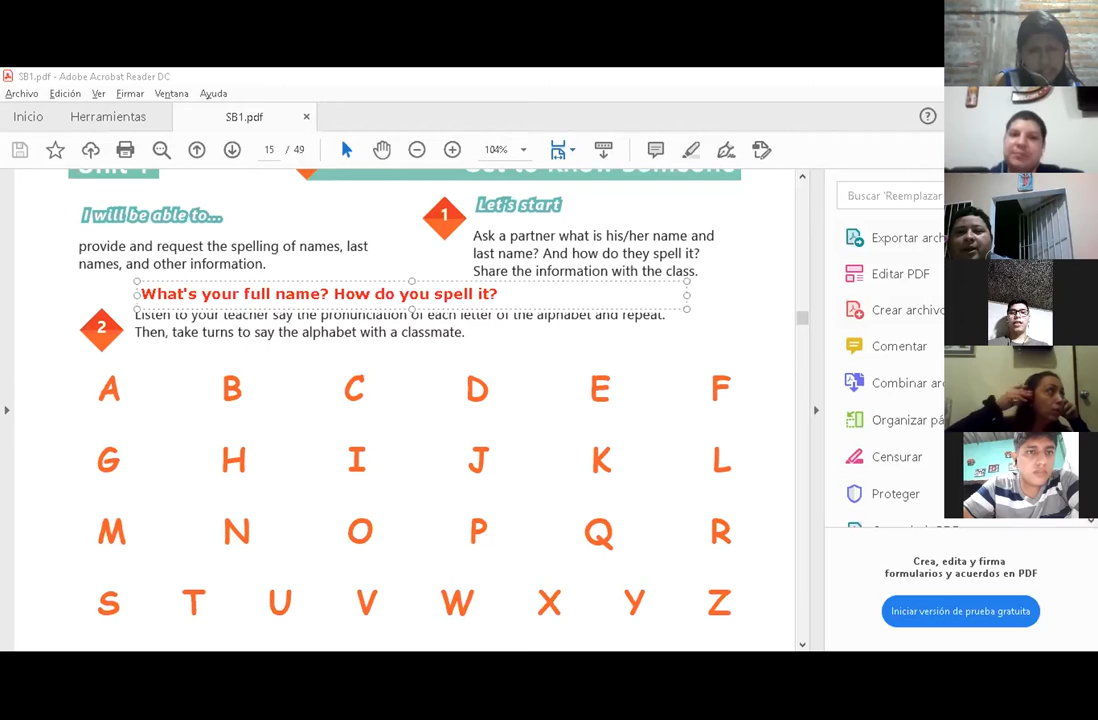 SB1.pdf - Adobe Acrobat Reader DC
Archivo Edición Ver Firmar Ventana Ayuda
Inicio Herramientas SB1.pdf ×
15 / 49 104%
I will be able to...
provide and request the spelling of names, last
names, and other information.
1 Let's start
Ask a partner what is his/her name and
last name? And how do they spell it?
Share the information with the class.
What's your full name? How do you spell it?
2 Listen to your teacher say the pronunciation of each letter of the alphabet and repeat.
Then, take turns to say the alphabet with a classmate.
A B C D E F
G H I J K L
M N O P Q R
S T U V W X Y Z
Buscar 'Reemplazar
Exportar arch
Editar PDF
Crear archivo
Comentar
Combinar arc
Organizar pá
Censurar
Proteger
Crea, edita y firma
formularios y acuerdos en PDF
Iniciar versión de prueba gratuita